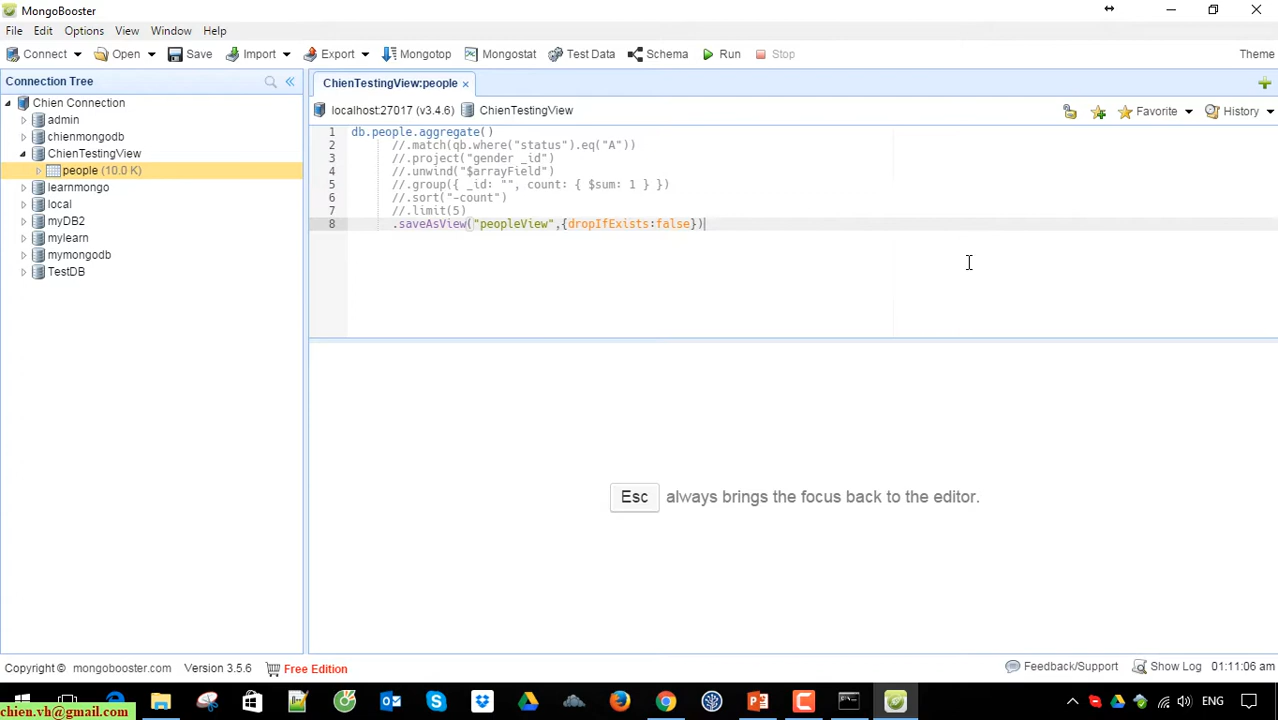 MongoBooster
File Edit Options View Window Help
Connect Open Save Import Export Mongotop Mongostat Test Data Schema Run Stop Theme
Connection Tree
Chien Connection
admin
chienmongodb
ChienTestingView
people (10.0 K)
learnmongo
local
myDB2
mylearn
mymongodb
TestDB
ChienTestingView:people ×
localhost:27017 (v3.4.6) ChienTestingView Favorite History
1 db.people.aggregate()
2 //.match(qb.where("status").eq("A"))
3 //.project("gender _id")
4 //.unwind("$arrayField")
5 //.group({ _id: "", count: { $sum: 1 } })
6 //.sort("-count")
7 //.limit(5)
8 .saveAsView("peopleView",{dropIfExists:false})
Esc always brings the focus back to the editor.
Copyright © mongobooster.com Version 3.5.6 Free Edition Feedback/Support Show Log 01:11:06 am
ENG
chien.vh@gmail.com